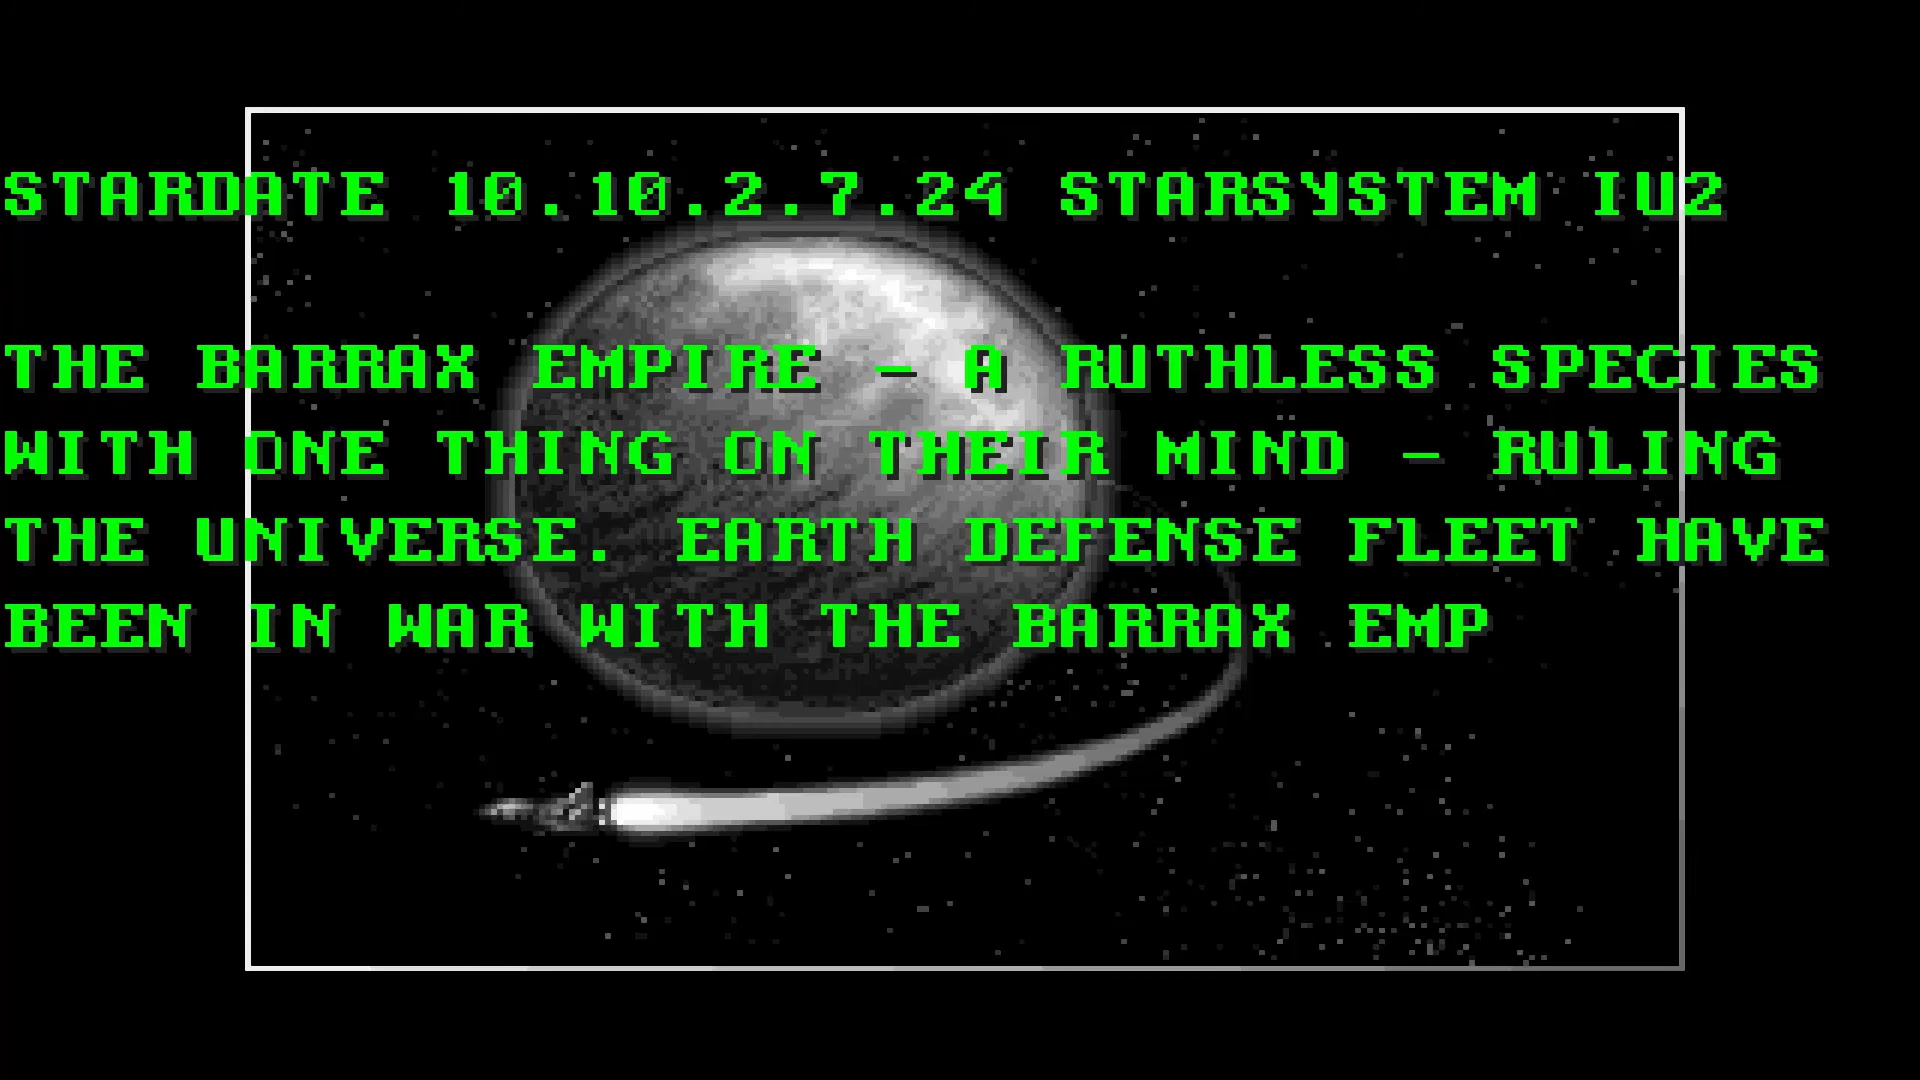 STARDATE 10.10.2.7.24 STARSYSTEM IU2
THE BARRAX EMPIRE - A RUTHLESS SPECIES
WITH ONE THING ON THEIR MIND - RULING
THE UNIVERSE. EARTH DEFENSE FLEET HAVE
BEEN IN WAR WITH THE BARRAX EMP